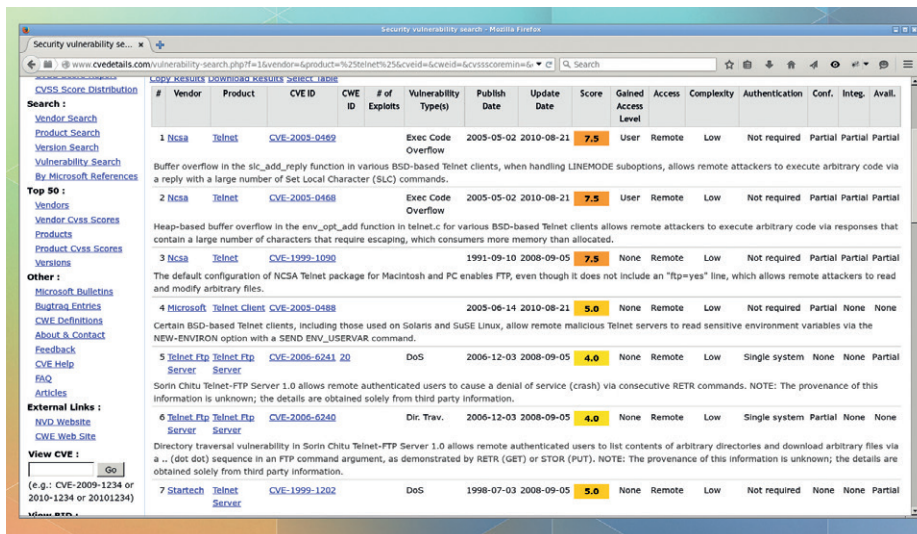 Security vulnerability search - Mozilla Firefox
Security vulnerability se... ×
www.cvedetails.com/vulnerability-search.php?f=1&vendor=&product=%25telnet%25&cveid=&cweid=&cvssscoremin=&
Search
CVSS Score Distribution
Search :
Vendor Search
Product Search
Version Search
Vulnerability Search
By Microsoft References
Top 50 :
Vendors
Vendor Cvss Scores
Products
Product Cvss Scores
Versions
Other :
Microsoft Bulletins
Bugtraq Entries
CWE Definitions
About & Contact
Feedback
CVE Help
FAQ
Articles
External Links :
NVD Website
CWE Web Site
View CVE :
Go
(e.g.: CVE-2009-1234 or
2010-1234 or 20101234)
View BID :
Copy Results Download Results Select Table
# Vendor Product CVE ID CWE ID # of Exploits Vulnerability Type(s) Publish Date Update Date Score Gained Access Level Access Complexity Authentication Conf. Integ. Avail.
1 Ncsa Telnet CVE-2005-0469 Exec Code Overflow 2005-05-02 2010-08-21 7.5 User Remote Low Not required Partial Partial Partial
Buffer overflow in the slc_add_reply function in various BSD-based Telnet clients, when handling LINEMODE suboptions, allows remote attackers to execute arbitrary code via
a reply with a large number of Set Local Character (SLC) commands.
2 Ncsa Telnet CVE-2005-0468 Exec Code Overflow 2005-05-02 2010-08-21 7.5 User Remote Low Not required Partial Partial Partial
Heap-based buffer overflow in the env_opt_add function in telnet.c for various BSD-based Telnet clients allows remote attackers to execute arbitrary code via responses that
contain a large number of characters that require escaping, which consumers more memory than allocated.
3 Ncsa Telnet CVE-1999-1090 1991-09-10 2008-09-05 7.5 None Remote Low Not required Partial Partial Partial
The default configuration of NCSA Telnet package for Macintosh and PC enables FTP, even though it does not include an "ftp=yes" line, which allows remote attackers to read
and modify arbitrary files.
4 Microsoft Telnet Client CVE-2005-0488 2005-06-14 2010-08-21 5.0 None Remote Low Not required Partial None None
Certain BSD-based Telnet clients, including those used on Solaris and SuSE Linux, allow remote malicious Telnet servers to read sensitive environment variables via the
NEW-ENVIRON option with a SEND ENV_USERVAR command.
5 Telnet Ftp Server Telnet Ftp Server CVE-2006-6241 20 DoS 2006-12-03 2008-09-05 4.0 None Remote Low Single system None None Partial
Sorin Chitu Telnet-FTP Server 1.0 allows remote authenticated users to cause a denial of service (crash) via consecutive RETR commands. NOTE: The provenance of this
information is unknown; the details are obtained solely from third party information.
6 Telnet Ftp Server Telnet Ftp Server CVE-2006-6240 Dir. Trav. 2006-12-03 2008-09-05 4.0 None Remote Low Single system Partial None None
Directory traversal vulnerability in Sorin Chitu Telnet-FTP Server 1.0 allows remote authenticated users to list contents of arbitrary directories and download arbitrary files via
a .. (dot dot) sequence in an FTP command argument, as demonstrated by RETR (GET) or STOR (PUT). NOTE: The provenance of this information is unknown; the details are
obtained solely from third party information.
7 Startech Telnet Server CVE-1999-1202 DoS 1998-07-03 2008-09-05 5.0 None Remote Low Not required None None Partial